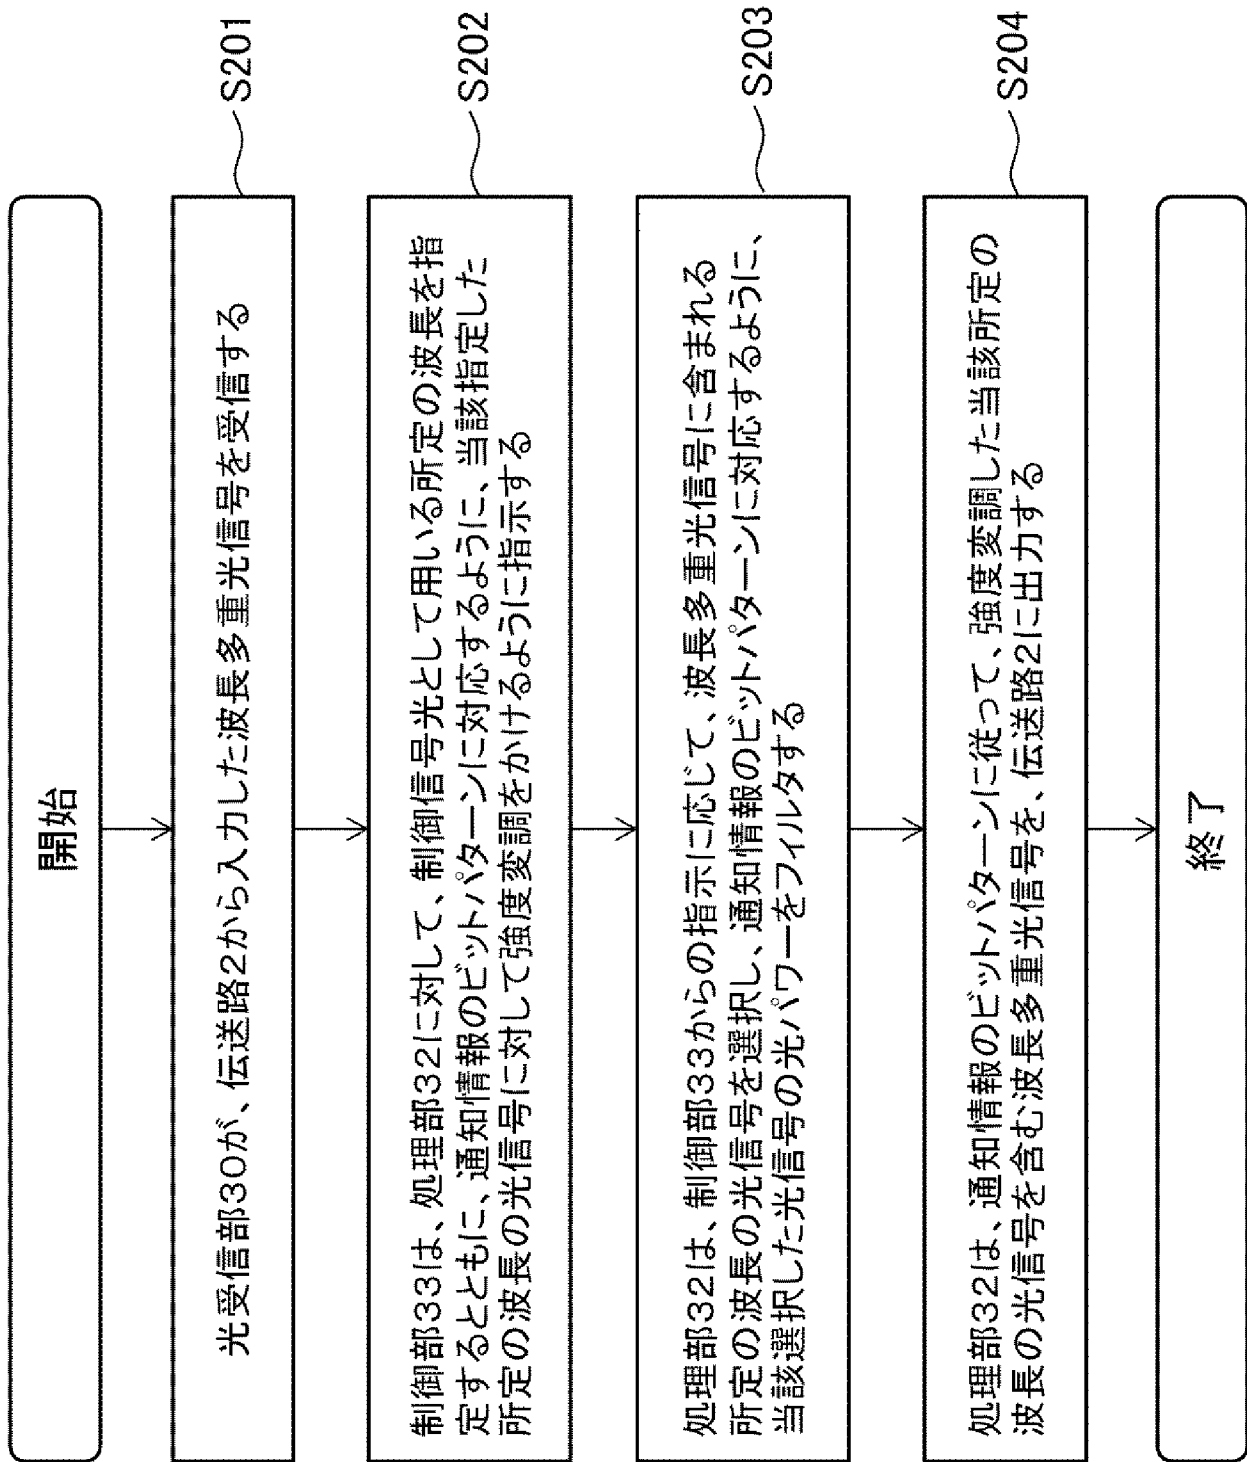 開始
光受信部30が、伝送路2から入力した波長多重光信号を受信する
S201
制御部33は、処理部32に対して、制御信号光として用いる所定の波長を指
定するとともに、通知情報のビットパターンに対応するように、当該指定した
所定の波長の光信号に対して強度変調をかけるように指示する
S202
処理部32は、制御部33からの指示に応じて、波長多重光信号に含まれる
所定の波長の光信号を選択し、通知情報のビットパターンに対応するように、
当該選択した光信号の光パワーをフィルタする
S203
処理部32は、通知情報のビットパターンに従って、強度変調した当該所定の
波長の光信号を含む波長多重光信号を、伝送路2に出力する
S204
終了